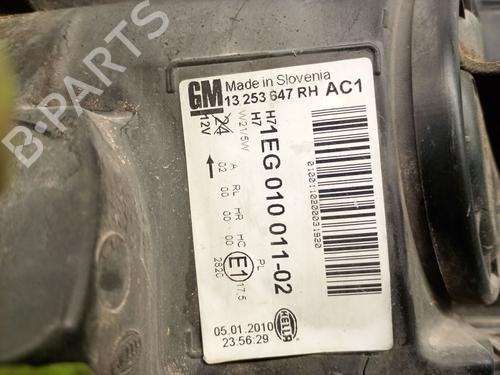 GM Made in Slovenia
13 253 647 RH AC1
12V 24
W21/5W
H7 H7
1EG 010 011-02
A RL HR HC PL
02 00 00 00
E1 17,5
2820
0100110200031920
05.01.2010
23:56:29
HELLA
B-PARTS